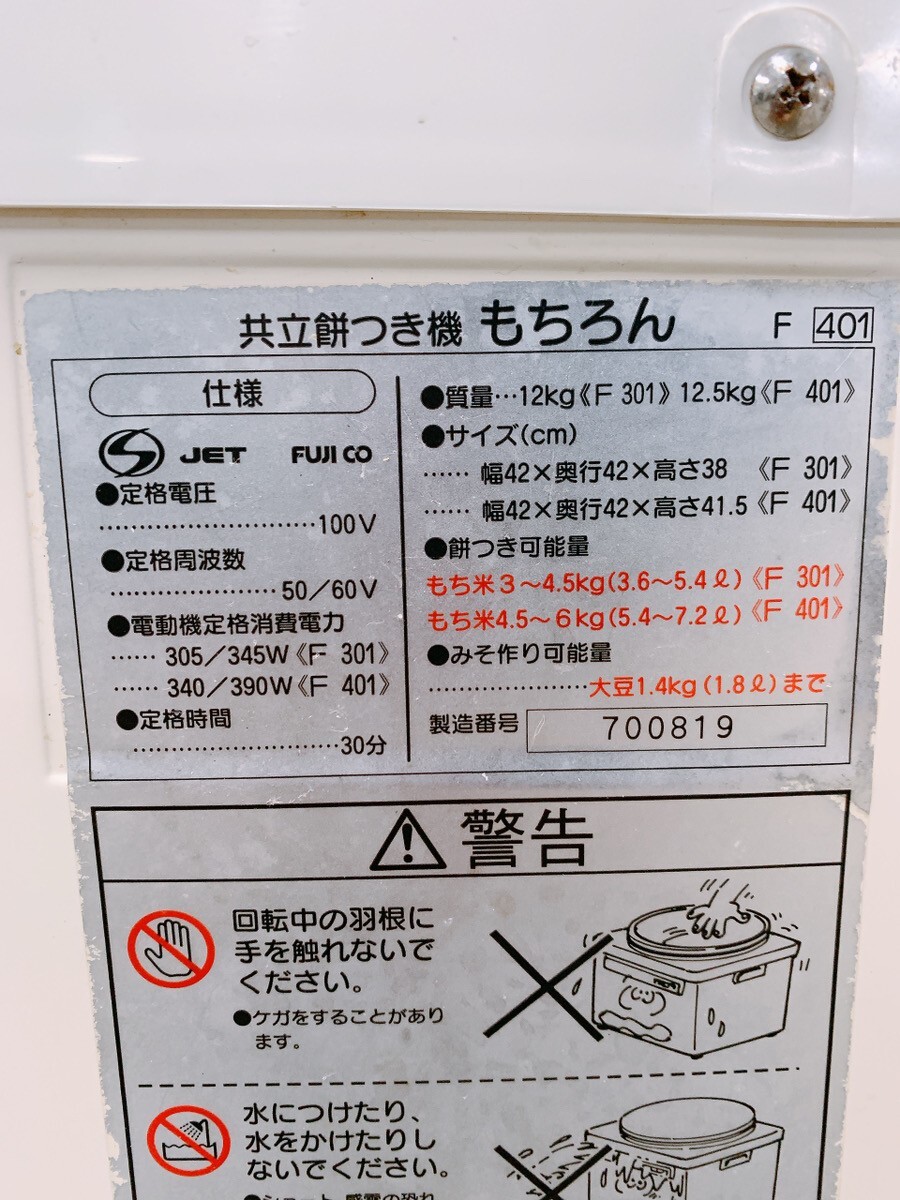 共立餅つき機 もちろん F 401
仕様
JET FUJI CO
●定格電圧
……………………………100V
●定格周波数
…………………50/60V
●電動機定格消費電力
…… 305/345W《F 301》
…… 340/390W《F 401》
●定格時間
…………………………30分
●質量…12kg《F 301》12.5kg《F 401》
●サイズ(cm)
…… 幅42×奥行42×高さ38 《F 301》
…… 幅42×奥行42×高さ41.5《F 401》
●餅つき可能量
もち米3～4.5kg(3.6～5.4ℓ)《F 301》
もち米4.5～6kg(5.4～7.2ℓ)《F 401》
●みそ作り可能量
…………………大豆1.4kg(1.8ℓ)まで
製造番号 700819
警告
回転中の羽根に
手を触れないで
ください。
●ケガをすることがあり
ます。
水につけたり、
水をかけたりし
ないでください。
●ショート、感電の恐れ